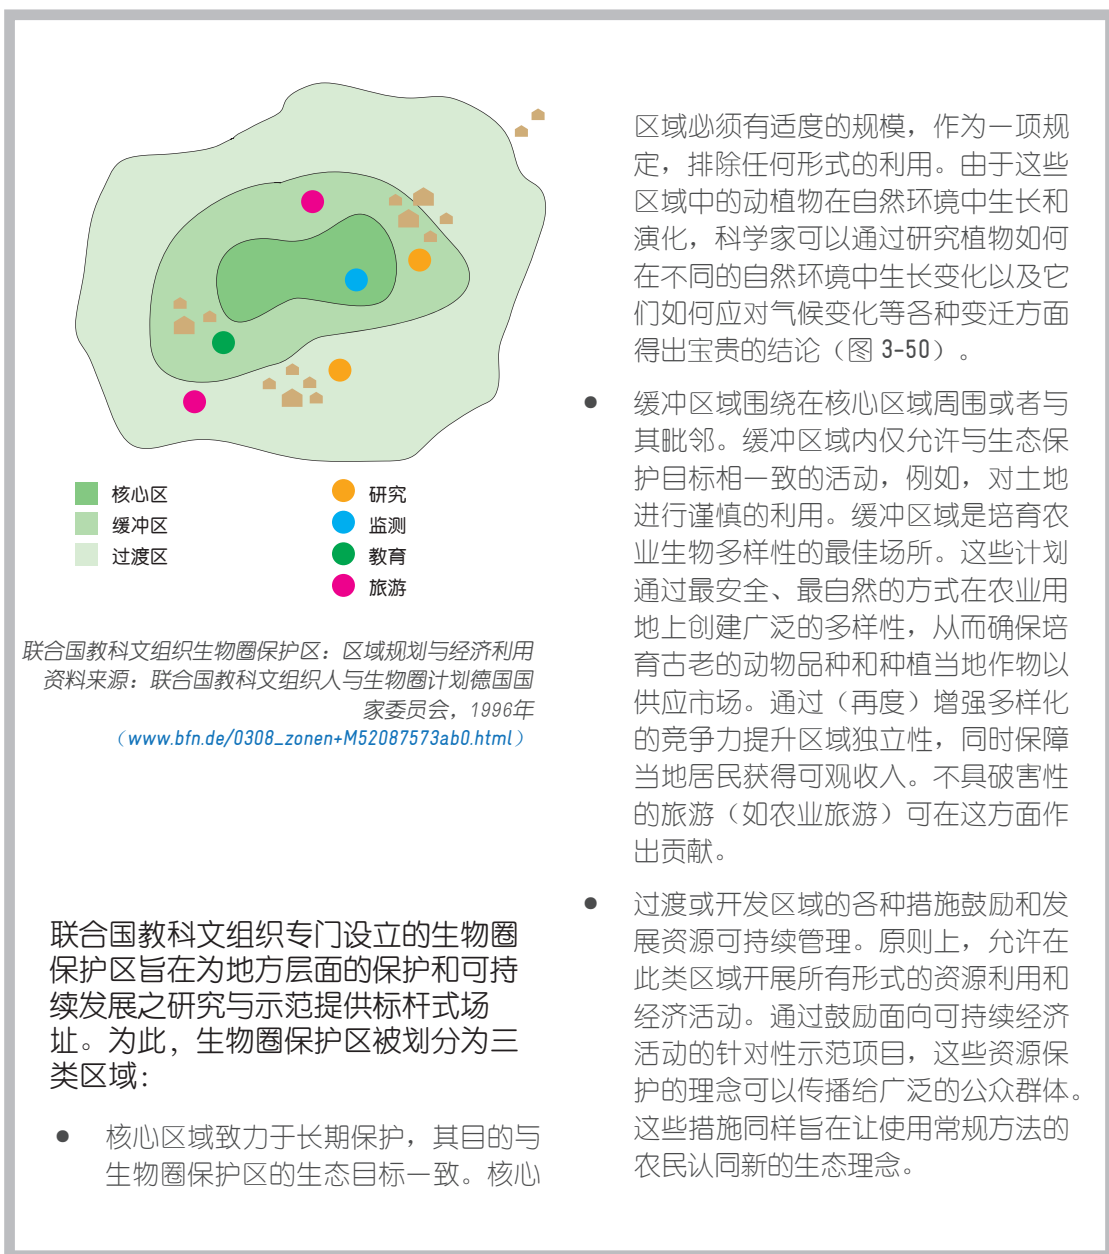 核心区
缓冲区
过渡区
研究
监测
教育
旅游
联合国教科文组织生物圈保护区：区域规划与经济利用
资料来源：联合国教科文组织人与生物圈计划德国国
家委员会，1996年
（www.bfn.de/0308_zonen+M52087573ab0.html）
联合国教科文组织专门设立的生物圈
保护区旨在为地方层面的保护和可持
续发展之研究与示范提供标杆式场
址。为此，生物圈保护区被划分为三
类区域：
● 核心区域致力于长期保护，其目的与
生物圈保护区的生态目标一致。核心
区域必须有适度的规模，作为一项规
定，排除任何形式的利用。由于这些
区域中的动植物在自然环境中生长和
演化，科学家可以通过研究植物如何
在不同的自然环境中生长变化以及它
们如何应对气候变化等各种变迁方面
得出宝贵的结论（图 3-50）。
● 缓冲区域围绕在核心区域周围或者与
其毗邻。缓冲区域内仅允许与生态保
护目标相一致的活动，例如，对土地
进行谨慎的利用。缓冲区域是培育农
业生物多样性的最佳场所。这些计划
通过最安全、最自然的方式在农业用
地上创建广泛的多样性，从而确保培
育古老的动物品种和种植当地作物以
供应市场。通过（再度）增强多样化
的竞争力提升区域独立性，同时保障
当地居民获得可观收入。不具破害性
的旅游（如农业旅游）可在这方面作
出贡献。
● 过渡或开发区域的各种措施鼓励和发
展资源可持续管理。原则上，允许在
此类区域开展所有形式的资源利用和
经济活动。通过鼓励面向可持续经济
活动的针对性示范项目，这些资源保
护的理念可以传播给广泛的公众群体。
这些措施同样旨在让使用常规方法的
农民认同新的生态理念。